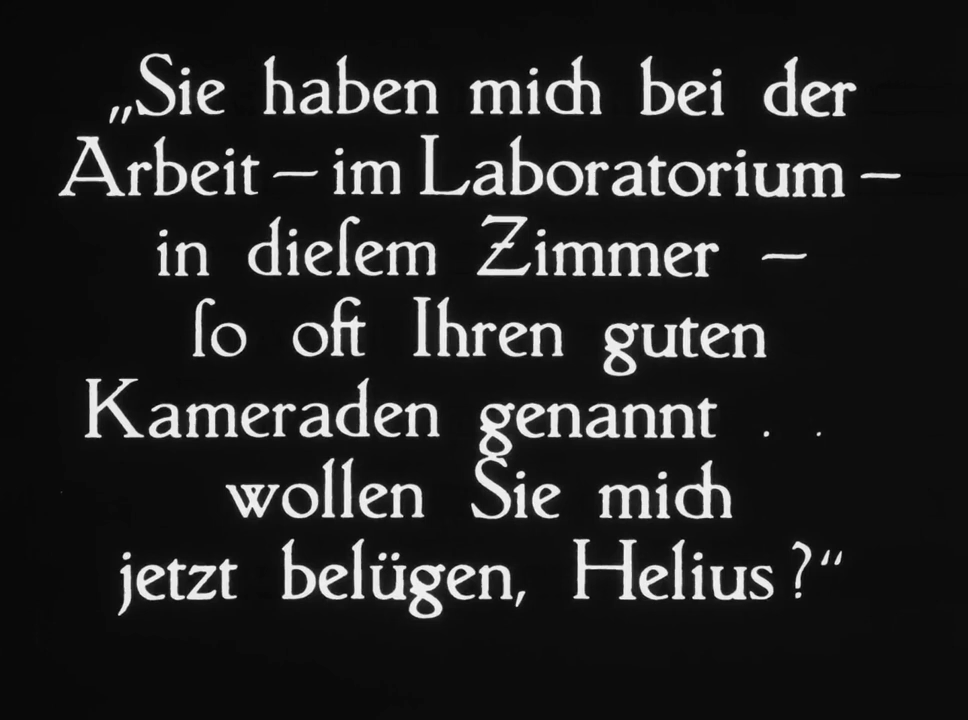 „Sie haben mich bei der
Arbeit – im Laboratorium –
in dieſem Zimmer –
ſo oft Ihren guten
Kameraden genannt . .
wollen Sie mich
jetzt belügen, Helius?“